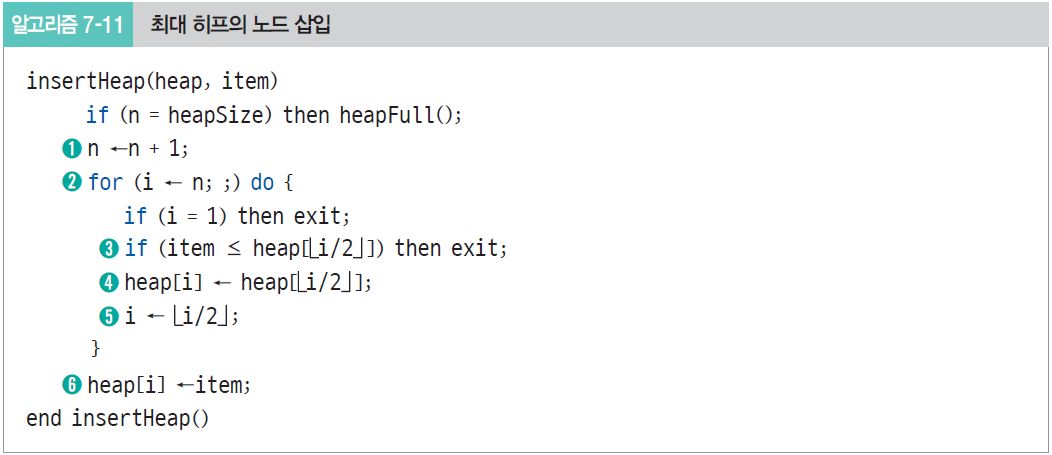 알고리즘 7-11 최대 히프의 노드 삽입
insertHeap(heap, item)
if (n = heapSize) then heapFull();
❶ n ←n + 1;
❷ for (i ← n; ;) do {
if (i = 1) then exit;
❸ if (item ≤ heap[⌊i/2⌋]) then exit;
❹ heap[i] ← heap[⌊i/2⌋];
❺ i ← ⌊i/2⌋;
}
❻ heap[i] ←item;
end insertHeap()